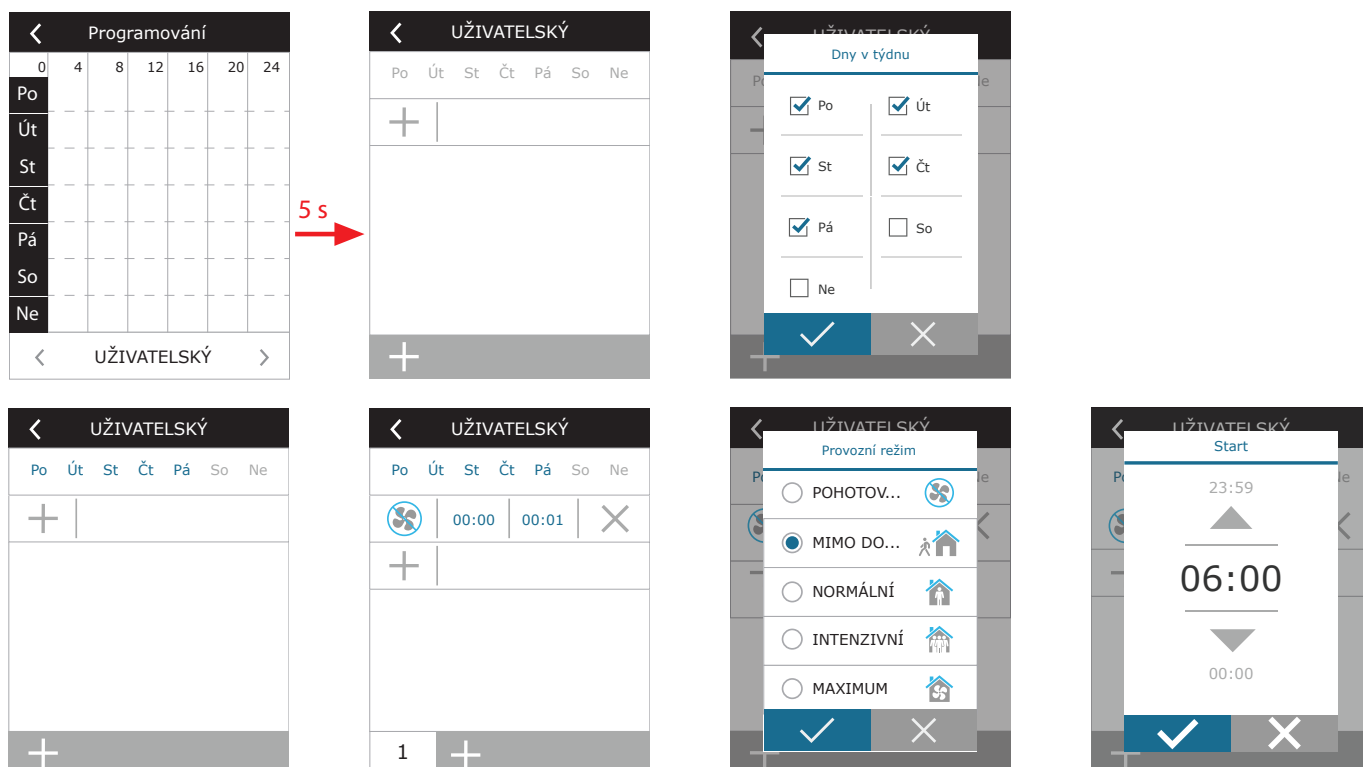 Programování
0 4 8 12 16 20 24
Po
Út
St
Čt
Pá
So
Ne
UŽIVATELSKÝ
5 s
UŽIVATELSKÝ
Po Út St Čt Pá So Ne
UŽIVATELSKÝ
Dny v týdnu
Po Út
St Čt
Pá So
Ne
UŽIVATELSKÝ
Po Út St Čt Pá So Ne
UŽIVATELSKÝ
Po Út St Čt Pá So Ne
00:00 00:01
1
UŽIVATELSKÝ
Provozní režim
POHOTOV...
MIMO DO...
NORMÁLNÍ
INTENZIVNÍ
MAXIMUM
UŽIVATELSKÝ
Start
23:59
06:00
00:00